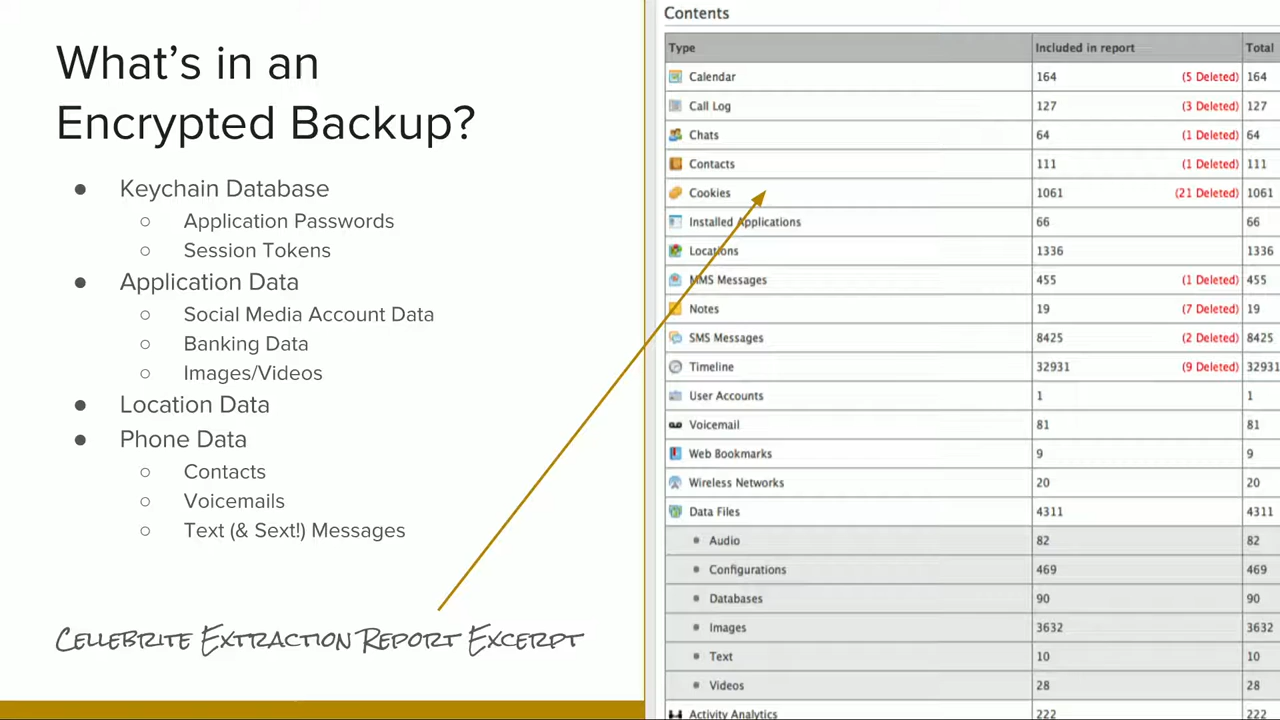 What's in an
Encrypted Backup?
● Keychain Database
○ Application Passwords
○ Session Tokens
● Application Data
○ Social Media Account Data
○ Banking Data
○ Images/Videos
● Location Data
● Phone Data
○ Contacts
○ Voicemails
○ Text (& Sext!) Messages
Cellebrite Extraction Report Excerpt
Contents
Type Included in report Total
Calendar 164 (5 Deleted) 164
Call Log 127 (3 Deleted) 127
Chats 64 (1 Deleted) 64
Contacts 111 (1 Deleted) 111
Cookies 1061 (21 Deleted) 1061
Installed Applications 66 66
Locations 1336 1336
MMS Messages 455 (1 Deleted) 455
Notes 19 (7 Deleted) 19
SMS Messages 8425 (2 Deleted) 8425
Timeline 32931 (9 Deleted) 32931
User Accounts 1 1
Voicemail 81 81
Web Bookmarks 9 9
Wireless Networks 20 20
Data Files 4311 4311
Audio 82 82
Configurations 469 469
Databases 90 90
Images 3632 3632
Text 10 10
Videos 28 28
Activity Analytics 222 222